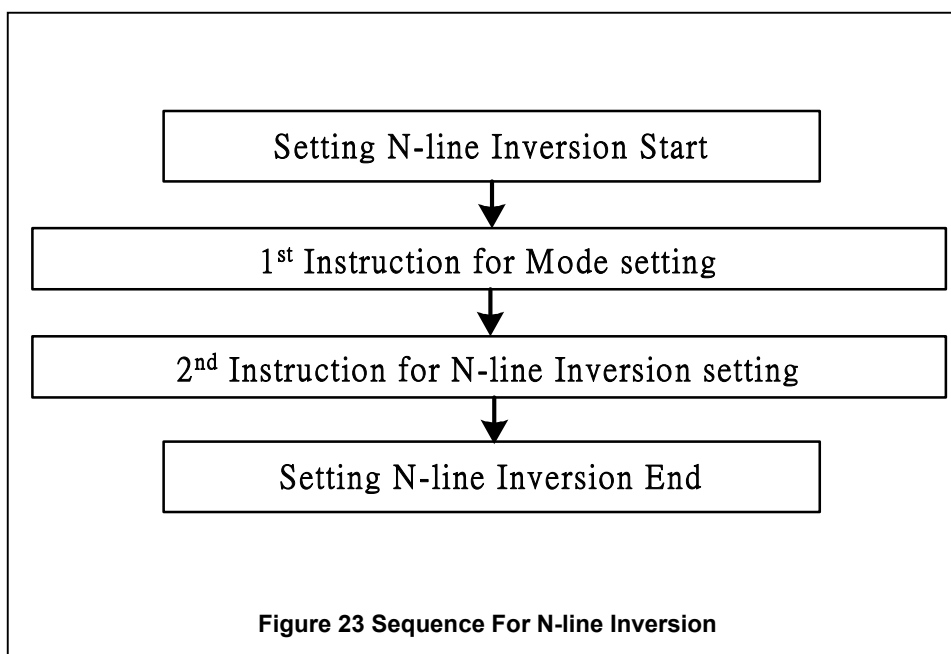 Setting N-line Inversion Start
1st Instruction for Mode setting
2nd Instruction for N-line Inversion setting
Setting N-line Inversion End
Figure 23 Sequence For N-line Inversion